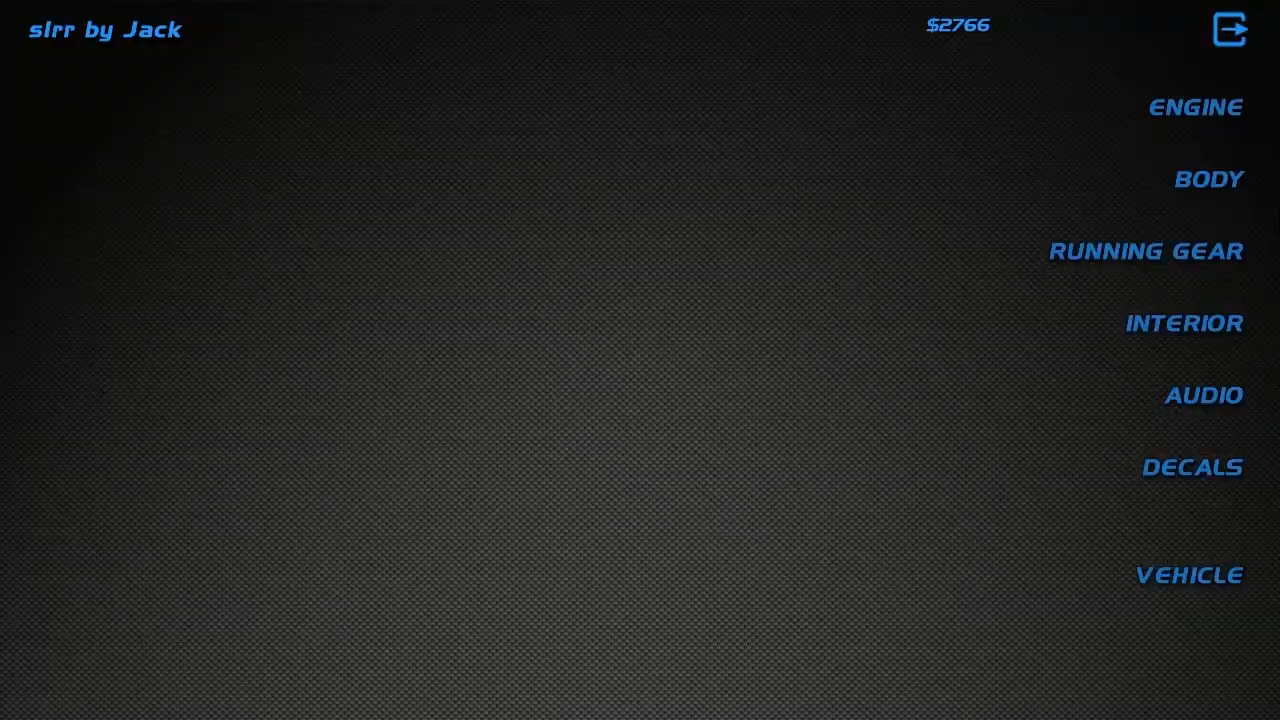 slrr by Jack
$2766
ENGINE
BODY
RUNNING GEAR
INTERIOR
AUDIO
DECALS
VEHICLE